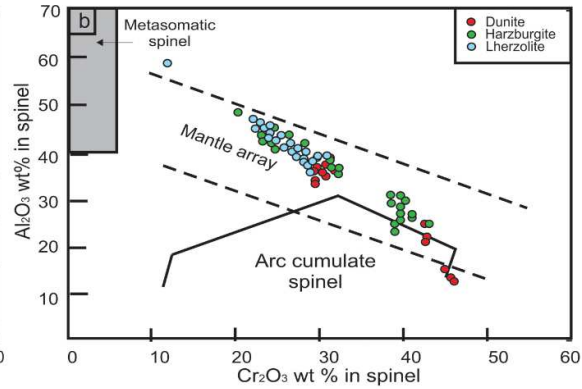 b
Metasomatic
spinel
Dunite
Harzburgite
Lherzolite
70
60
50
40
30
20
10
Al2O3 wt% in spinel
Mantle array
Arc cumulate
spinel
0
0 10 20 30 40 50 60
Cr2O3 wt % in spinel